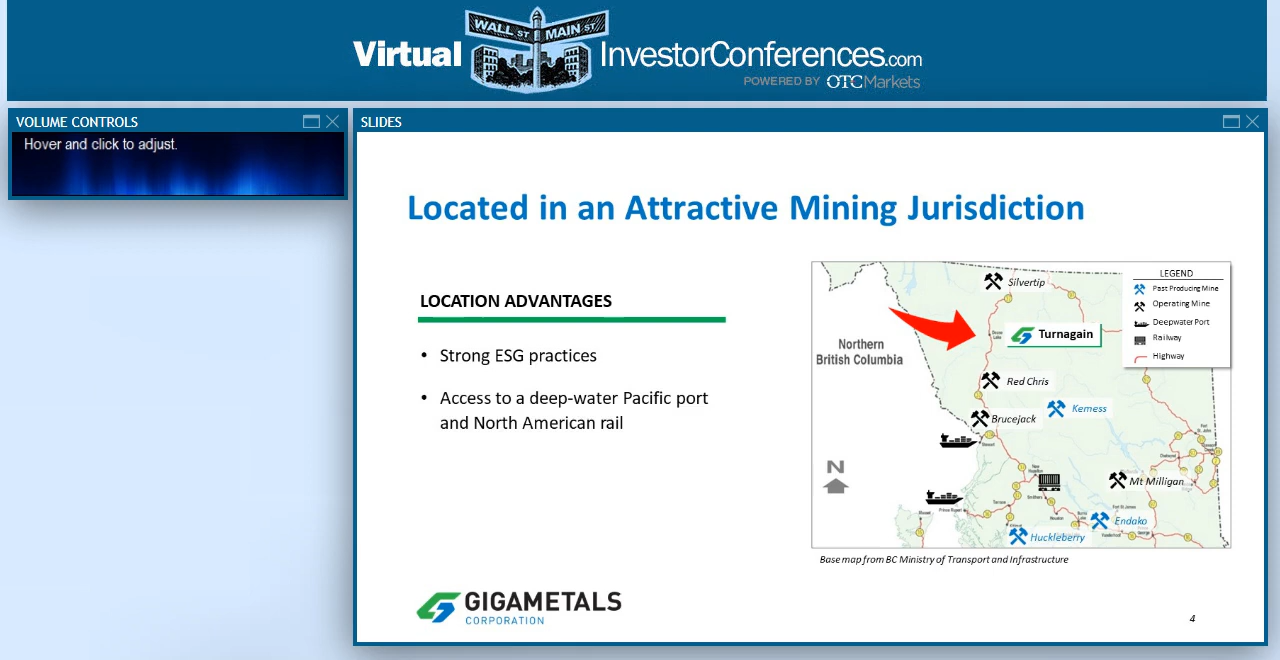 WALL ST MAIN ST
Virtual InvestorConferences.com
POWERED BY OTC Markets
VOLUME CONTROLS
Hover and click to adjust.
SLIDES
Located in an Attractive Mining Jurisdiction
LOCATION ADVANTAGES
• Strong ESG practices
• Access to a deep-water Pacific port
and North American rail
Silvertip
Turnagain
Northern
British Columbia
Red Chris
Kemess
Brucejack
N
Mt Milligan
Endako
Huckleberry
LEGEND
Past Producing Mine
Operating Mine
Deepwater Port
Railway
Highway
Base map from BC Ministry of Transport and Infrastructure
GIGAMETALS
CORPORATION
4